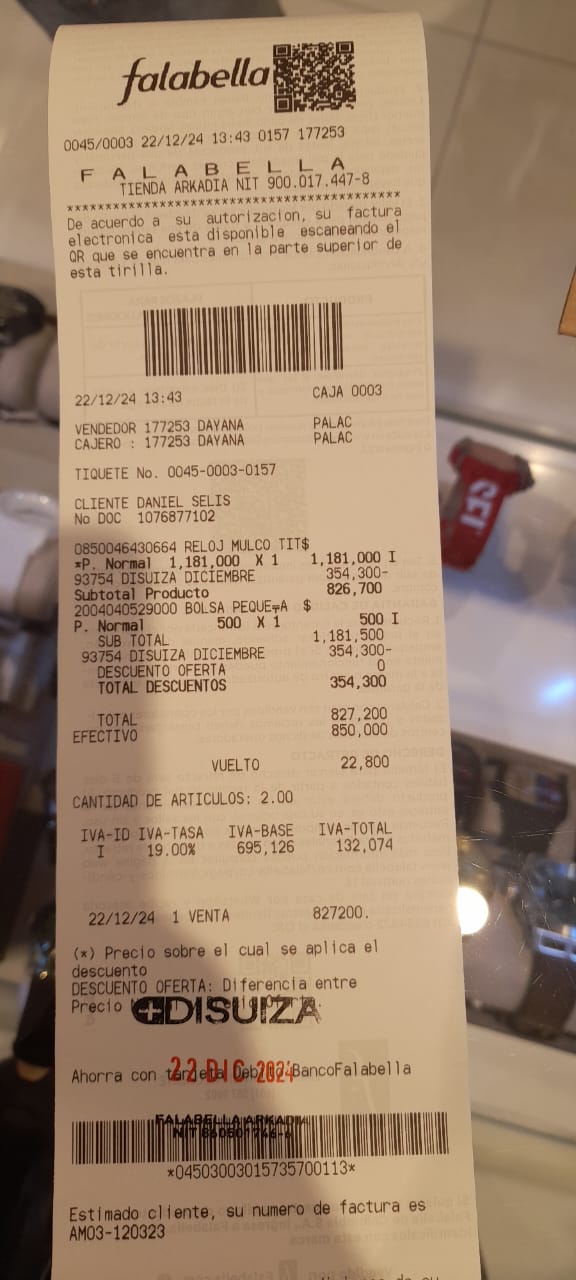 falabella
0045/0003 22/12/24 13:43 0157 177253
F A L A B E L L A
TIENDA ARKADIA NIT 900.017.447-8
****************************************
De acuerdo a su autorizacion, su factura
electronica esta disponible escaneando el
QR que se encuentra en la parte superior de
esta tirilla.
22/12/24 13:43 CAJA 0003
VENDEDOR 177253 DAYANA PALAC
CAJERO : 177253 DAYANA PALAC
TIQUETE No. 0045-0003-0157
CLIENTE DANIEL SELIS
No DOC 1076877102
0850046430664 RELOJ MULCO TIT$
*P. Normal 1,181,000 X 1 1,181,000 I
93754 DISUIZA DICIEMBRE 354,300-
Subtotal Producto 826,700
2004040529000 BOLSA PEQUE╤A $
P. Normal 500 X 1 500 I
SUB TOTAL 1,181,500
93754 DISUIZA DICIEMBRE 354,300-
DESCUENTO OFERTA 0
TOTAL DESCUENTOS 354,300
TOTAL 827,200
EFECTIVO 850,000
VUELTO 22,800
CANTIDAD DE ARTICULOS: 2.00
IVA-ID IVA-TASA IVA-BASE IVA-TOTAL
I 19.00% 695,126 132,074
22/12/24 1 VENTA 827200.
(*) Precio sobre el cual se aplica el
descuento
DESCUENTO OFERTA: Diferencia entre
Precio
DISUIZA
Ahorra con tarjeta Debito BancoFalabella
22 DIC 2024
FALABELLA ARKADIA
*04503003015735700113*
Estimado cliente, su numero de factura es
AM03-120323